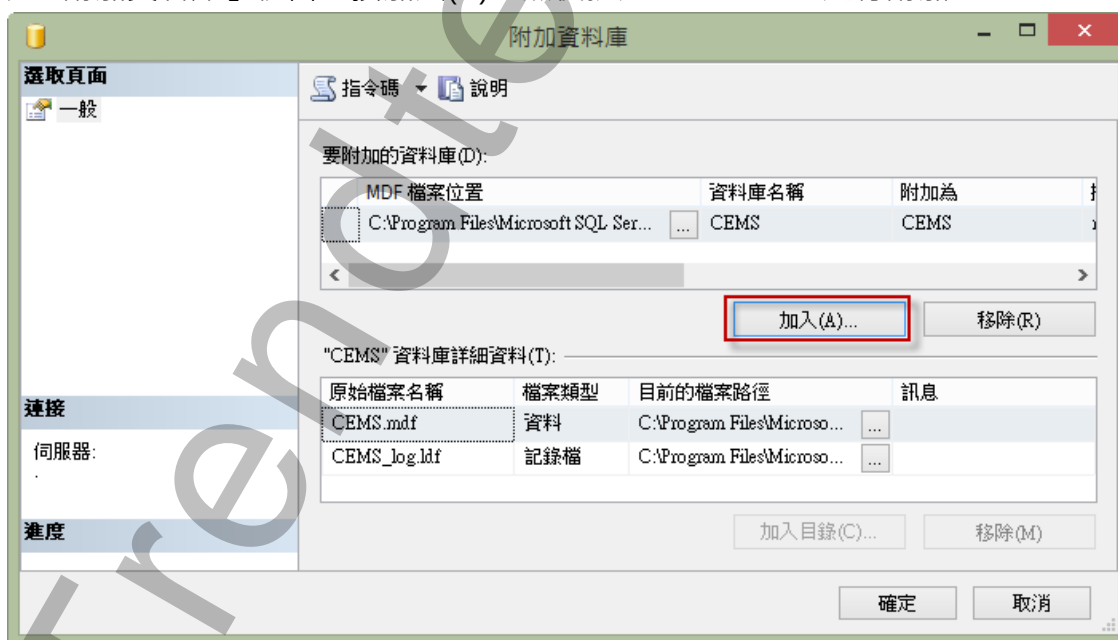 附加資料庫
選取頁面
一般
指令碼 說明
要附加的資料庫(D):
MDF 檔案位置 資料庫名稱 附加為
C:\Program Files\Microsoft SQL Ser... ... CEMS CEMS
加入(A)... 移除(R)
"CEMS" 資料庫詳細資料(T):
原始檔案名稱 檔案類型 目前的檔案路徑 訊息
CEMS.mdf 資料 C:\Program Files\Microso... ...
CEMS_log.ldf 記錄檔 C:\Program Files\Microso... ...
連接
伺服器:
.
進度
加入目錄(C)... 移除(M)
確定 取消
Trendte